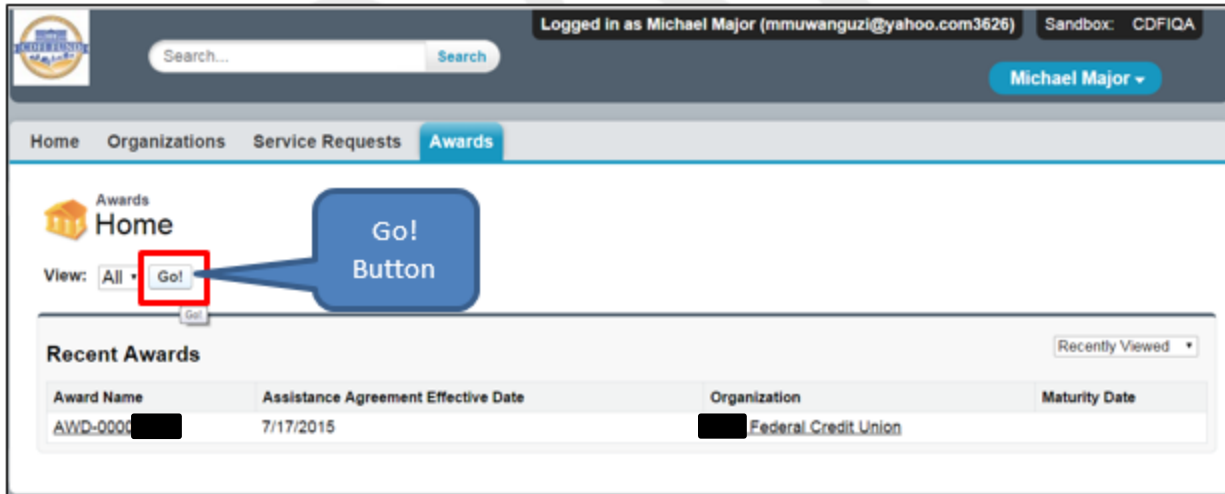 Logged in as Michael Major (mmuwanguzi@yahoo.com3626) Sandbox: CDFIQA
CDFI FUND
Search... Search
Michael Major
Home Organizations Service Requests Awards
Awards
Home
Go!
Button
View: All Go!
Go!
Recent Awards
Recently Viewed
Award Name Assistance Agreement Effective Date Organization Maturity Date
AWD-0000 7/17/2015 Federal Credit Union